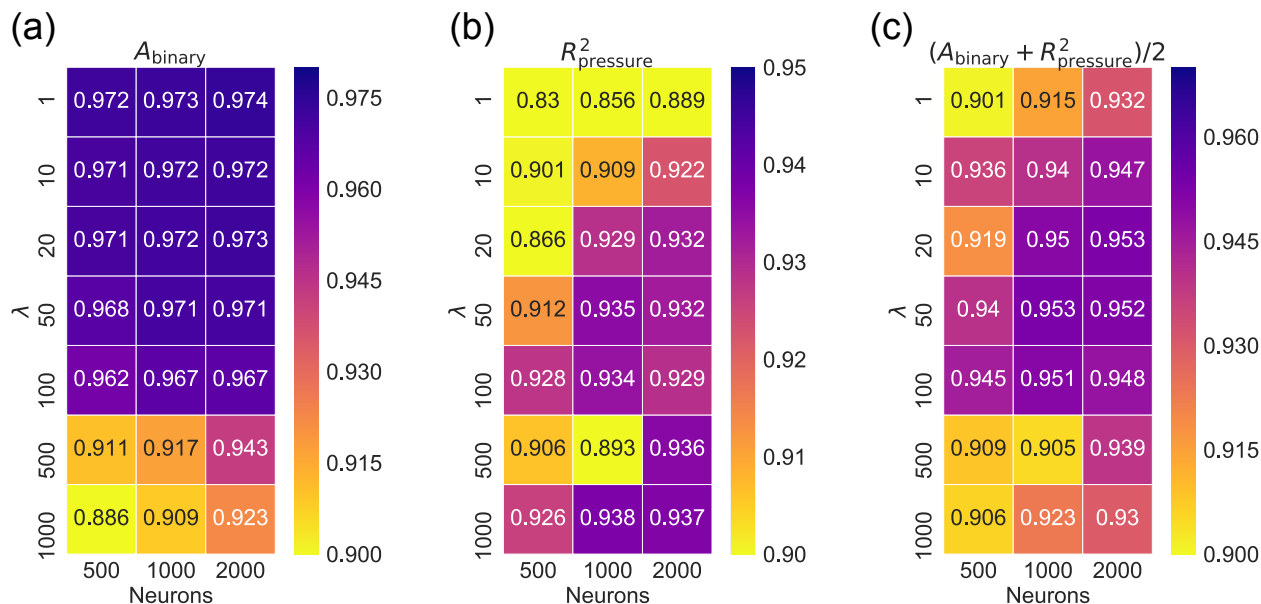 (a)
A_binary
1 0.972 0.973 0.974
10 0.971 0.972 0.972
20 0.971 0.972 0.973
λ 50 0.968 0.971 0.971
100 0.962 0.967 0.967
500 0.911 0.917 0.943
1000 0.886 0.909 0.923
500 1000 2000
Neurons
0.975
0.960
0.945
0.930
0.915
0.900
(b)
R²_pressure
1 0.83 0.856 0.889
10 0.901 0.909 0.922
20 0.866 0.929 0.932
λ 50 0.912 0.935 0.932
100 0.928 0.934 0.929
500 0.906 0.893 0.936
1000 0.926 0.938 0.937
500 1000 2000
Neurons
0.95
0.94
0.93
0.92
0.91
0.90
(c)
(A_binary + R²_pressure)/2
1 0.901 0.915 0.932
10 0.936 0.94 0.947
20 0.919 0.95 0.953
λ 50 0.94 0.953 0.952
100 0.945 0.951 0.948
500 0.909 0.905 0.939
1000 0.906 0.923 0.93
500 1000 2000
Neurons
0.960
0.945
0.930
0.915
0.900